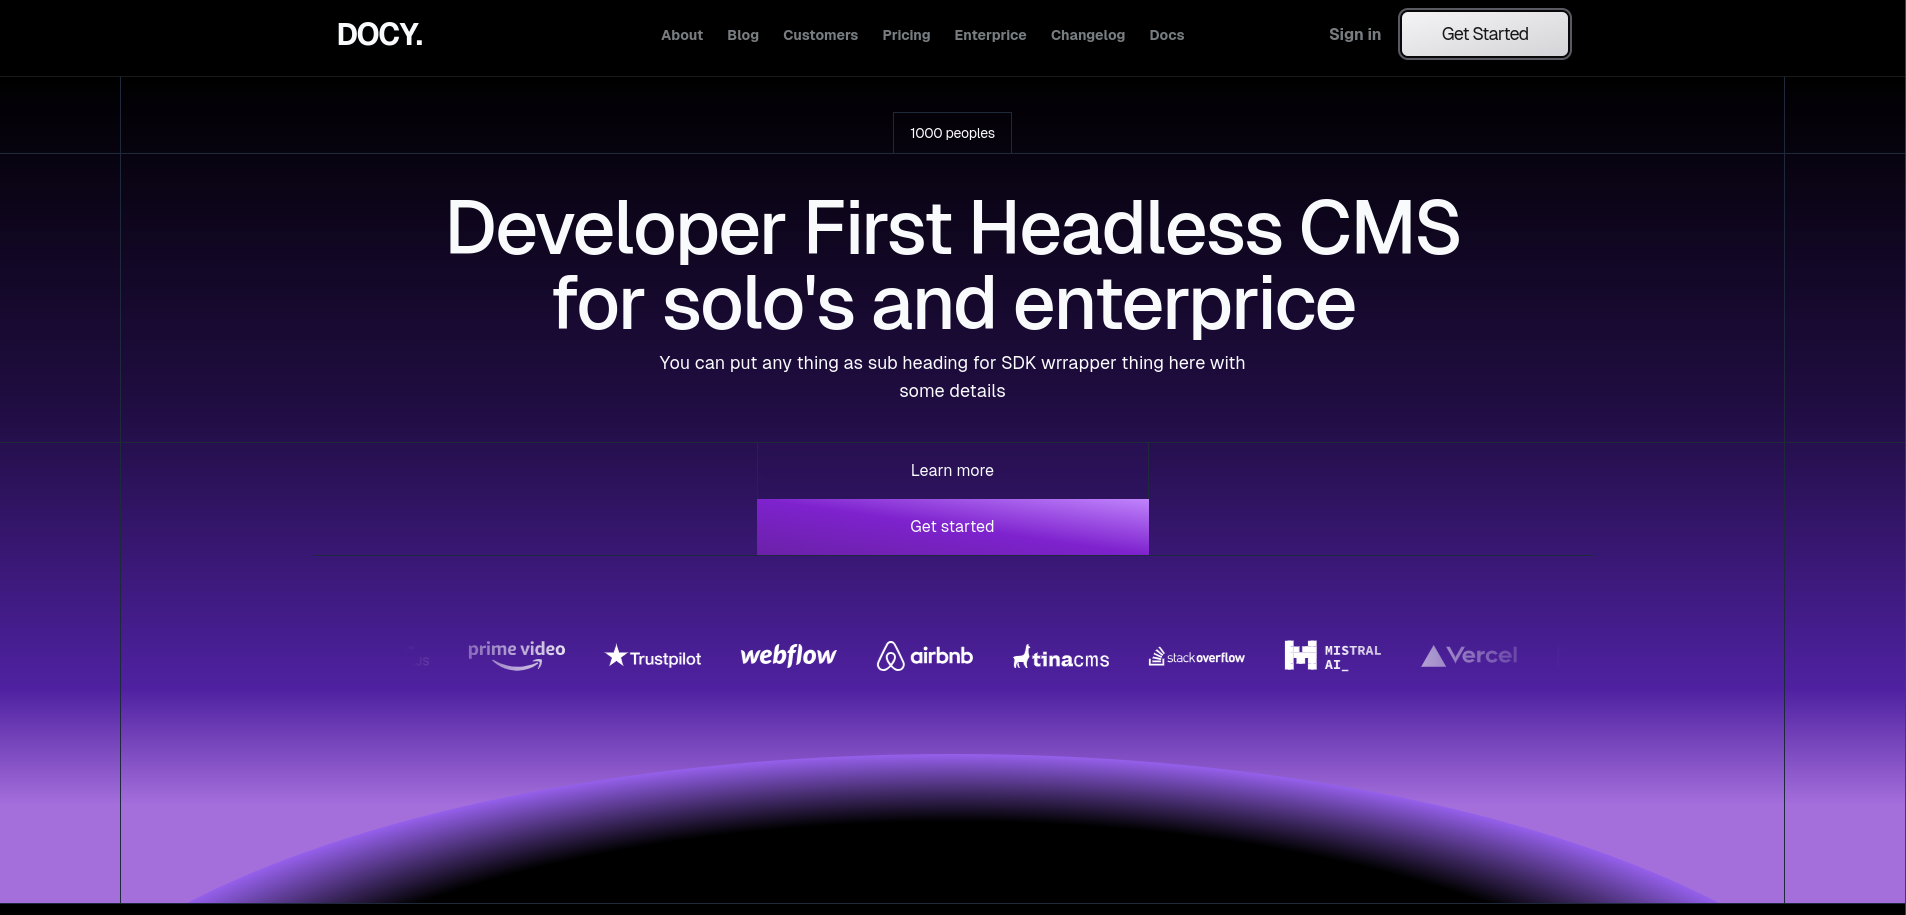 DOCY.
About Blog Customers Pricing Enterprice Changelog Docs
Sign in
Get Started
1000 peoples
Developer First Headless CMS
for solo's and enterprice
You can put any thing as sub heading for SDK wrrapper thing here with
some details
Learn more
Get started
JS
prime video
Trustpilot
webflow
airbnb
tinacms
stackoverflow
MISTRAL
AI_
Vercel